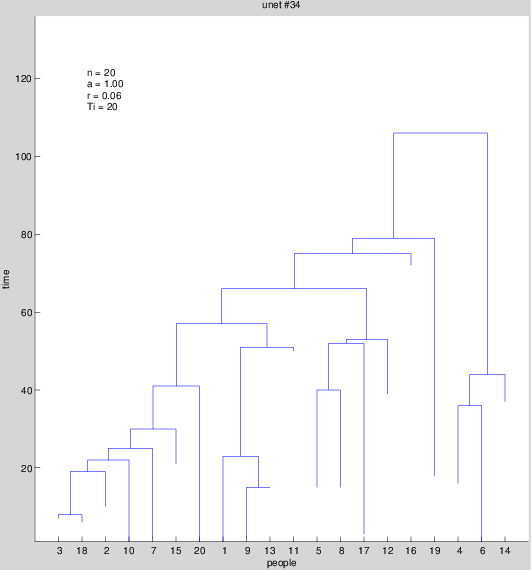 unet #34
n = 20
a = 1.00
r = 0.06
Ti = 20
120
100
80
60
40
20
time
3 18 2 10 7 15 20 1 9 13 11 5 8 17 12 16 19 4 6 14
people